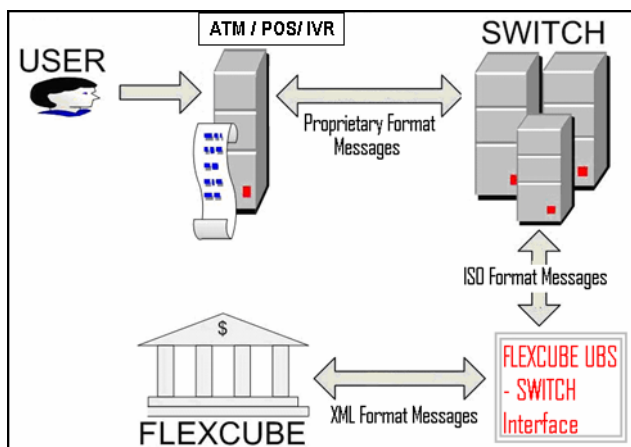 ATM / POS/ IVR
USER
SWITCH
Proprietary Format
Messages
ISO Format Messages
$
FLEXCUBE
XML Format Messages
FLEXCUBE UBS
- SWITCH
Interface